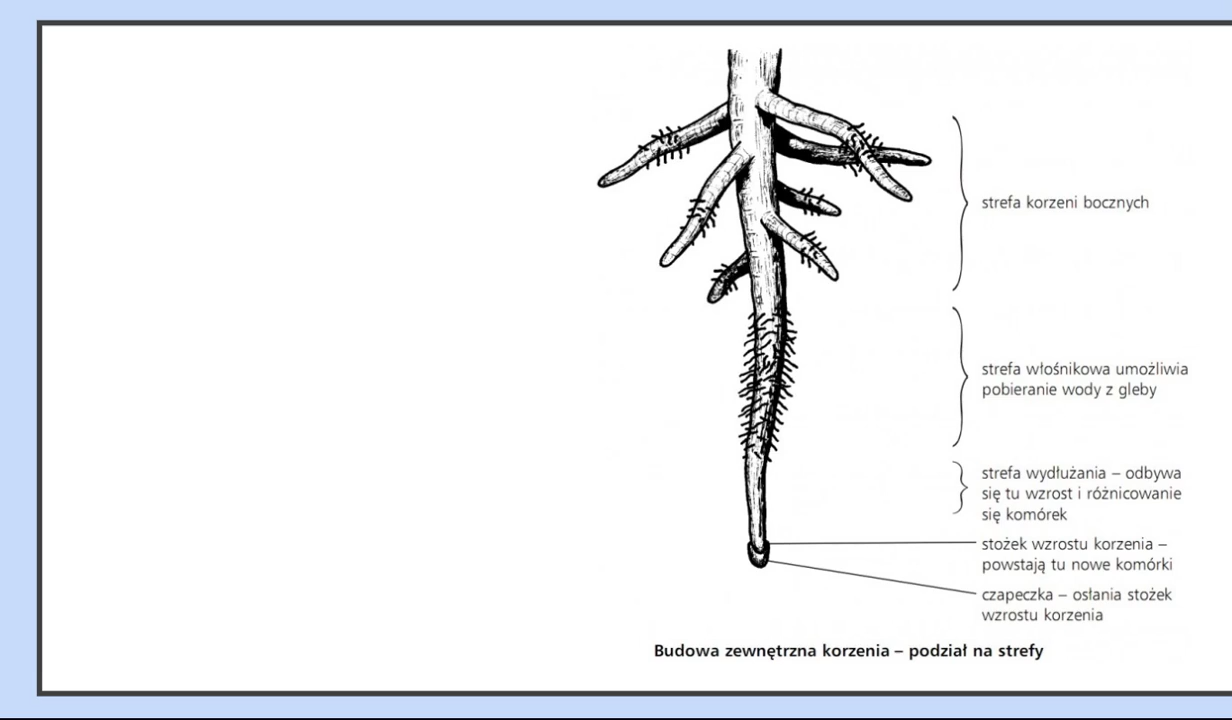 strefa korzeni bocznych
strefa włośnikowa umożliwia
pobieranie wody z gleby
strefa wydłużania – odbywa
się tu wzrost i różnicowanie
się komórek
stożek wzrostu korzenia –
powstają tu nowe komórki
czapeczka – osłania stożek
wzrostu korzenia
Budowa zewnętrzna korzenia – podział na strefy